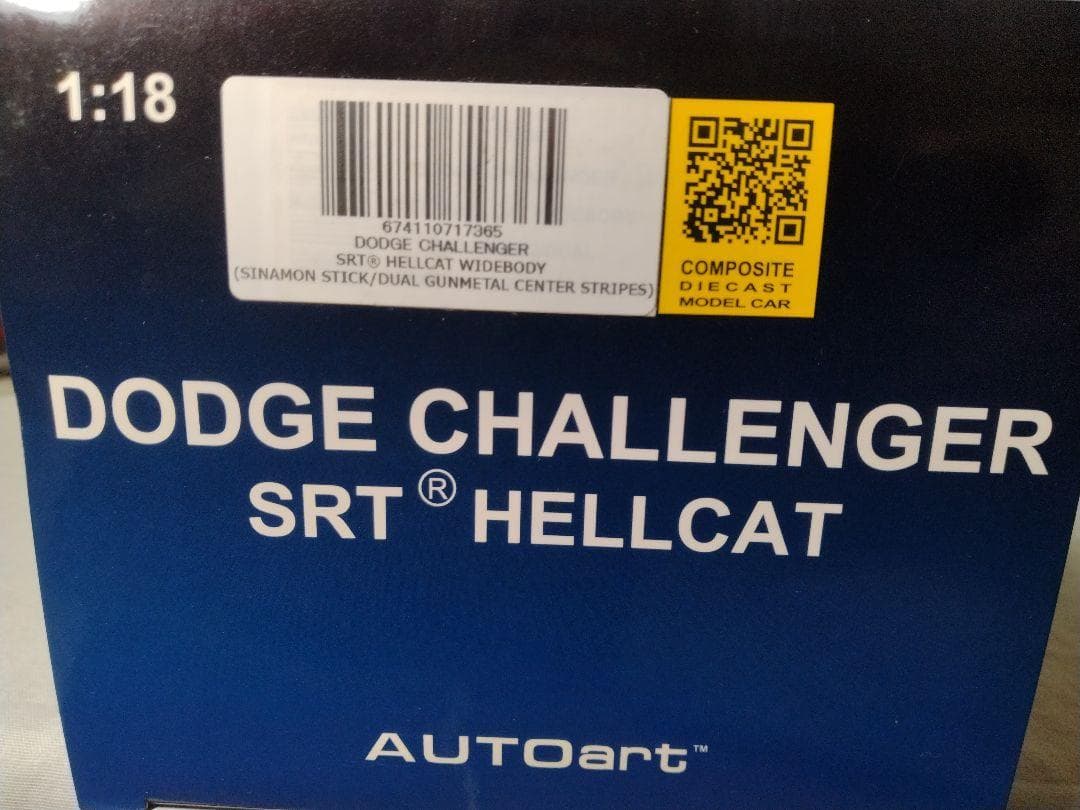 1:18
674110717365
DODGE CHALLENGER
SRT® HELLCAT WIDEBODY
(SINAMON STICK/DUAL GUNMETAL CENTER STRIPES)
COMPOSITE
DIECAST
MODEL CAR
DODGE CHALLENGER
SRT® HELLCAT
AUTOart™